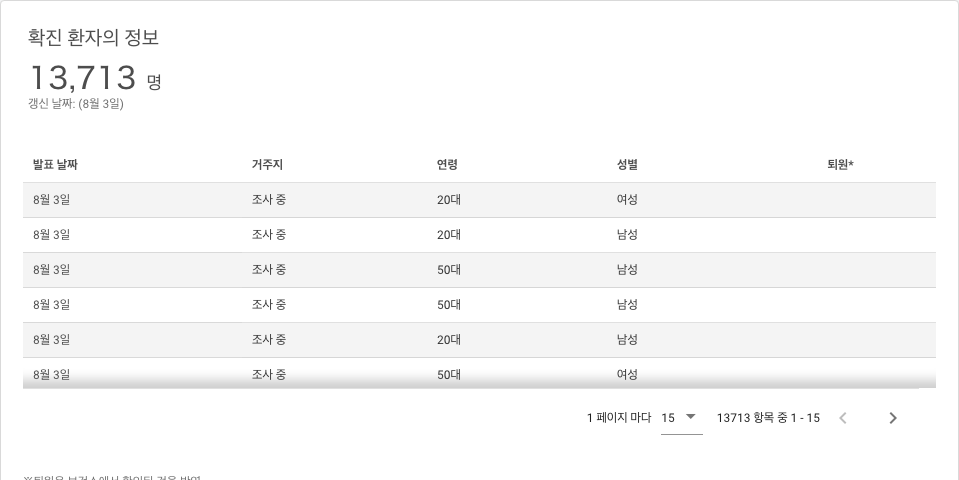 확진 환자의 정보
13,713 명
갱신 날짜: (8월 3일)
발표 날짜 거주지 연령 성별 퇴원*
8월 3일 조사 중 20대 여성
8월 3일 조사 중 20대 남성
8월 3일 조사 중 50대 남성
8월 3일 조사 중 50대 남성
8월 3일 조사 중 20대 남성
8월 3일 조사 중 50대 여성
1 페이지 마다 15 13713 항목 중 1 - 15